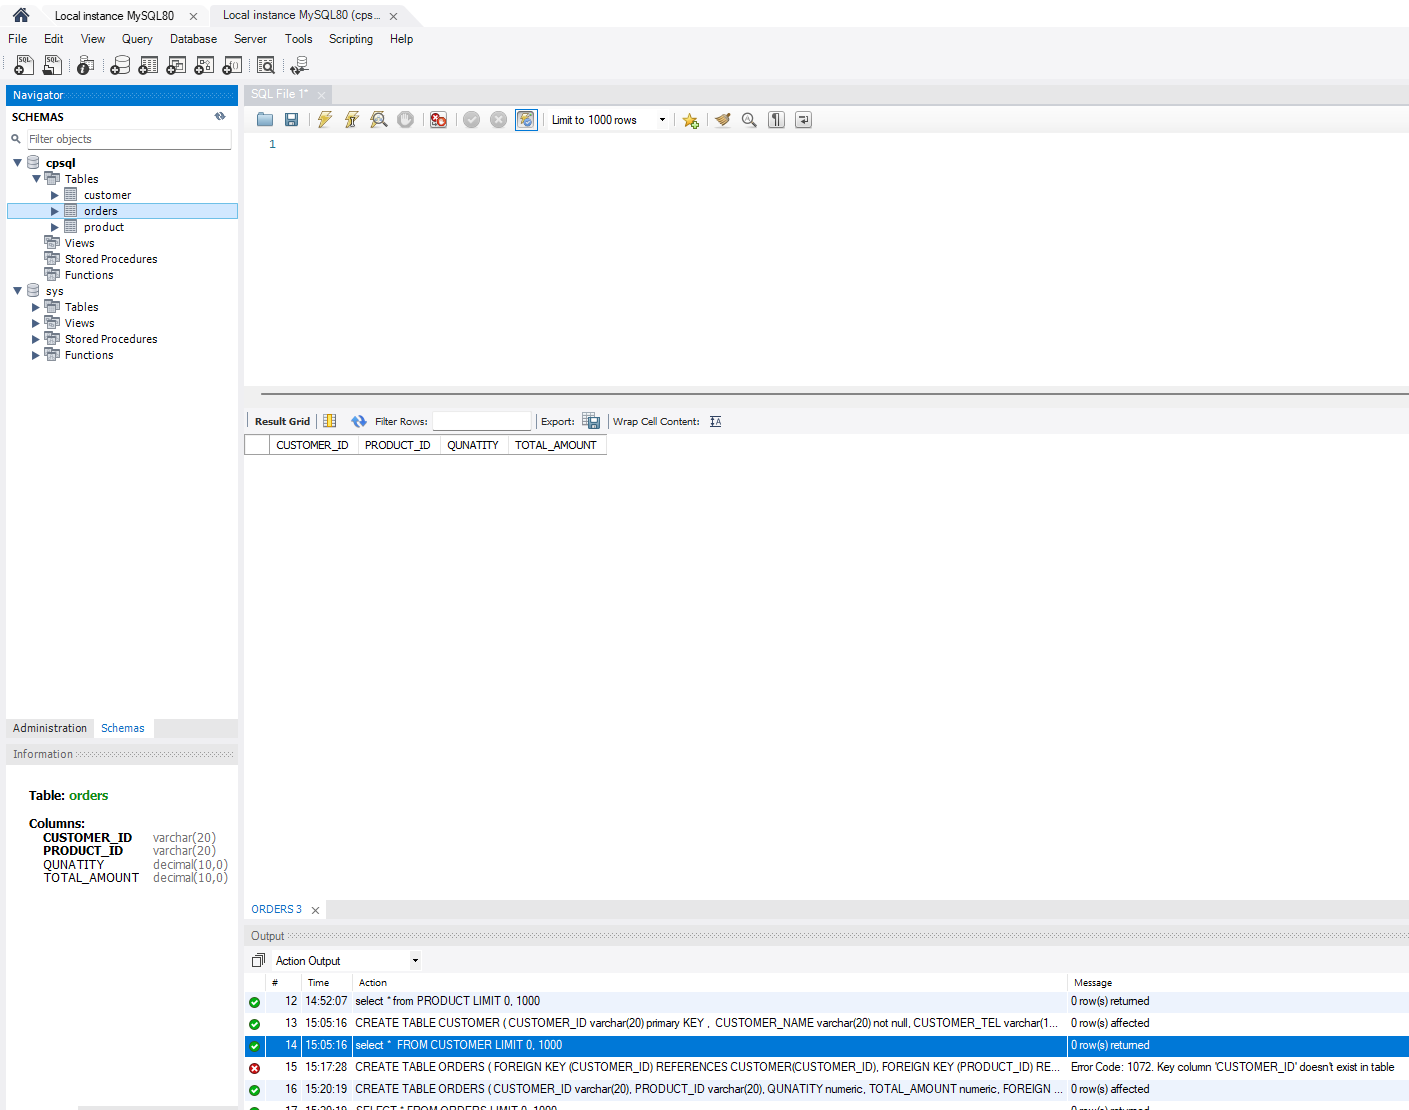 Local instance MySQL80
Local instance MySQL80 (cps...
File Edit View Query Database Server Tools Scripting Help
Navigator
SCHEMAS
Filter objects
cpsql
Tables
customer
orders
product
Views
Stored Procedures
Functions
sys
Tables
Views
Stored Procedures
Functions
Administration Schemas
Information
Table: orders
Columns:
CUSTOMER_ID varchar(20)
PRODUCT_ID varchar(20)
QUNATITY decimal(10,0)
TOTAL_AMOUNT decimal(10,0)
SQL File 1*
Limit to 1000 rows
1
Result Grid Filter Rows: Export: Wrap Cell Content:
CUSTOMER_ID PRODUCT_ID QUNATITY TOTAL_AMOUNT
ORDERS 3
Output
Action Output
# Time Action Message
12 14:52:07 select * from PRODUCT LIMIT 0, 1000 0 row(s) returned
13 15:05:16 CREATE TABLE CUSTOMER ( CUSTOMER_ID varchar(20) primary KEY , CUSTOMER_NAME varchar(20) not null, CUSTOMER_TEL varchar(1... 0 row(s) affected
14 15:05:16 select * FROM CUSTOMER LIMIT 0, 1000 0 row(s) returned
15 15:17:28 CREATE TABLE ORDERS ( FOREIGN KEY (CUSTOMER_ID) REFERENCES CUSTOMER(CUSTOMER_ID), FOREIGN KEY (PRODUCT_ID) RE... Error Code: 1072. Key column 'CUSTOMER_ID' doesn't exist in table
16 15:20:19 CREATE TABLE ORDERS ( CUSTOMER_ID varchar(20), PRODUCT_ID varchar(20), QUNATITY numeric, TOTAL_AMOUNT numeric, FOREIGN ... 0 row(s) affected
17 15:20:19 SELECT * FROM ORDERS LIMIT 0, 1000 0 row(s) returned